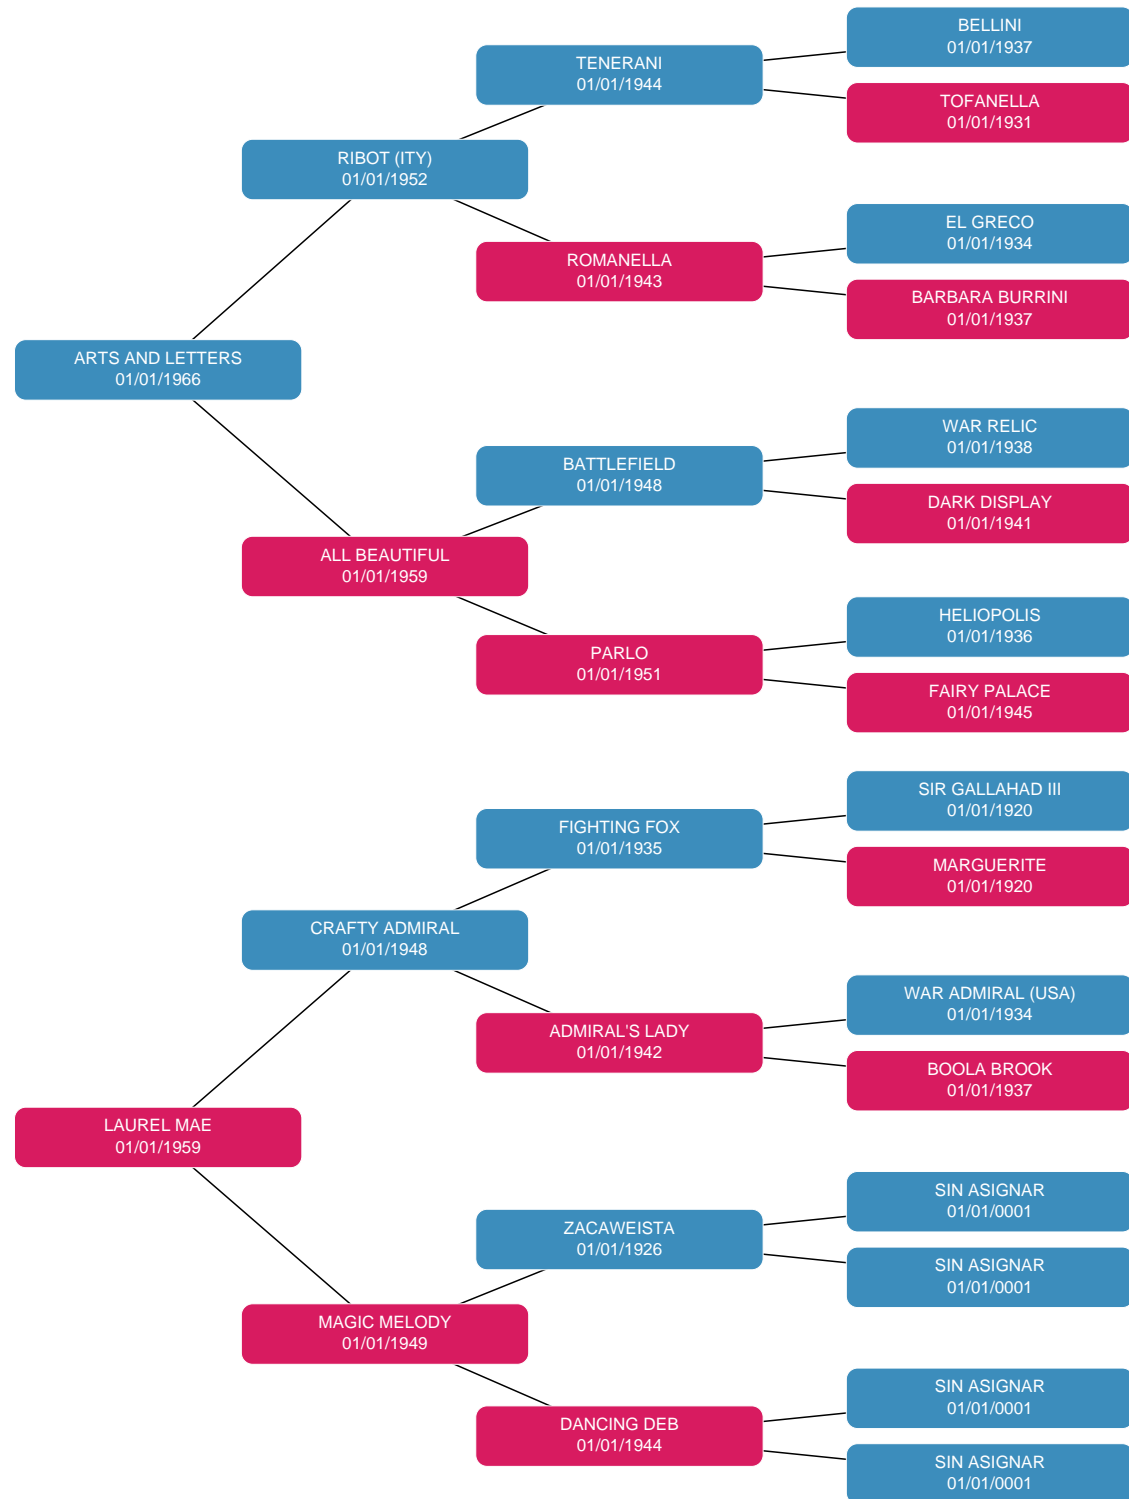 BELLINI
01/01/1937
TENERANI
01/01/1944
TOFANELLA
01/01/1931
RIBOT (ITY)
01/01/1952
EL GRECO
01/01/1934
ROMANELLA
01/01/1943
BARBARA BURRINI
01/01/1937
ARTS AND LETTERS
01/01/1966
WAR RELIC
01/01/1938
BATTLEFIELD
01/01/1948
DARK DISPLAY
01/01/1941
ALL BEAUTIFUL
01/01/1959
HELIOPOLIS
01/01/1936
PARLO
01/01/1951
FAIRY PALACE
01/01/1945
SIR GALLAHAD III
01/01/1920
FIGHTING FOX
01/01/1935
MARGUERITE
01/01/1920
CRAFTY ADMIRAL
01/01/1948
WAR ADMIRAL (USA)
01/01/1934
ADMIRAL'S LADY
01/01/1942
BOOLA BROOK
01/01/1937
LAUREL MAE
01/01/1959
SIN ASIGNAR
01/01/0001
ZACAWEISTA
01/01/1926
SIN ASIGNAR
01/01/0001
MAGIC MELODY
01/01/1949
SIN ASIGNAR
01/01/0001
DANCING DEB
01/01/1944
SIN ASIGNAR
01/01/0001